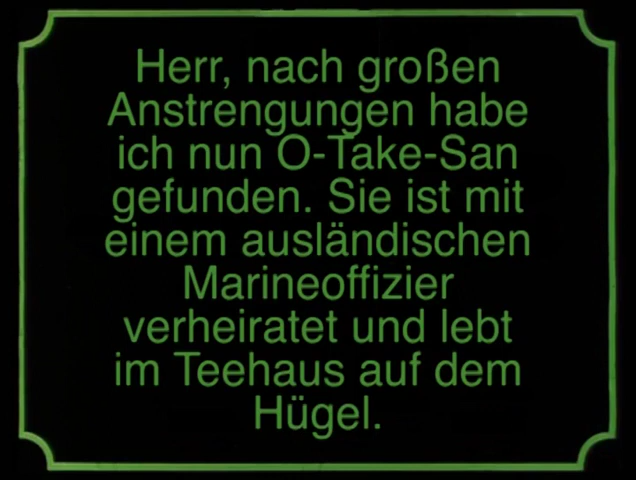 Herr, nach großen
Anstrengungen habe
ich nun O-Take-San
gefunden. Sie ist mit
einem ausländischen
Marineoffizier
verheiratet und lebt
im Teehaus auf dem
Hügel.